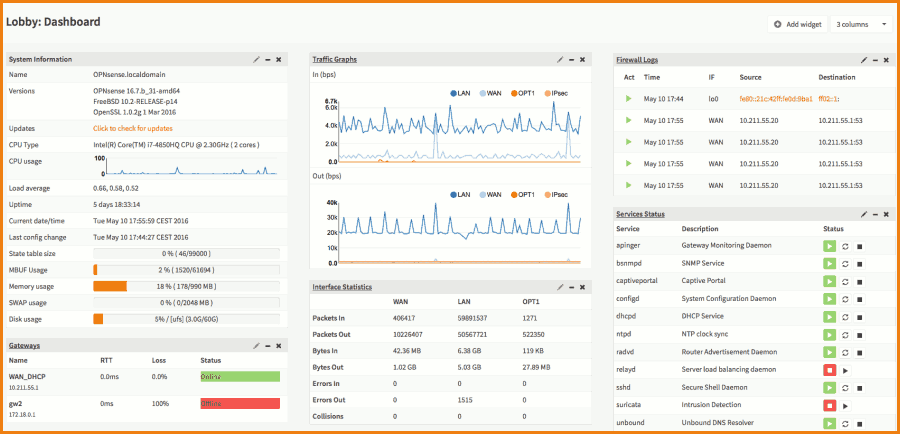 Lobby: Dashboard
Add widget
3 columns
System Information
Name OPNsense.localdomain
Versions OPNsense 16.7.b_31-amd64
FreeBSD 10.2-RELEASE-p14
OpenSSL 1.0.2g 1 Mar 2016
Updates Click to check for updates
CPU Type Intel(R) Core(TM) i7-4850HQ CPU @ 2.30GHz ( 2 cores )
CPU usage 100
0
Load average 0.66, 0.58, 0.52
Uptime 5 days 18:33:14
Current date/time Tue May 10 17:55:59 CEST 2016
Last config change Tue May 10 17:44:27 CEST 2016
State table size 0 % ( 46/99000 )
MBUF Usage 2 % ( 1520/61694 )
Memory usage 18 % ( 178/990 MB )
SWAP usage 0 % ( 0/2048 MB )
Disk usage 5% / [ufs] (3.0G/60G)
Gateways
Name RTT Loss Status
WAN_DHCP 0.0ms 0.0% Online
10.211.55.1
gw2 0ms 100% Offline
172.18.0.1
Traffic Graphs
In (bps)
LAN WAN OPT1 IPsec
6.7k
6.0k
4.0k
2.0k
0.0
Out (bps)
LAN WAN OPT1 IPsec
40k
30k
20k
10k
0.0
Interface Statistics
WAN LAN OPT1
Packets In 406417 59891537 1271
Packets Out 10226407 50567721 522350
Bytes In 42.36 MB 6.38 GB 119 KB
Bytes Out 1.02 GB 5.03 GB 27.89 MB
Errors In 0 0 0
Errors Out 0 1515 0
Collisions 0 0 0
Firewall Logs
Act Time IF Source Destination
May 10 17:44 lo0 fe80::21c:42ff:fe0d:9ba1 ff02::1:
May 10 17:55 WAN 10.211.55.20 10.211.55.1:53
May 10 17:55 WAN 10.211.55.20 10.211.55.1:53
May 10 17:55 WAN 10.211.55.20 10.211.55.1:53
May 10 17:55 WAN 10.211.55.20 10.211.55.1:53
Services Status
Service Description Status
apinger Gateway Monitoring Daemon
bsnmpd SNMP Service
captiveportal Captive Portal
configd System Configuration Daemon
dhcpd DHCP Service
ntpd NTP clock sync
radvd Router Advertisement Daemon
relayd Server load balancing daemon
sshd Secure Shell Daemon
suricata Intrusion Detection
unbound Unbound DNS Resolver